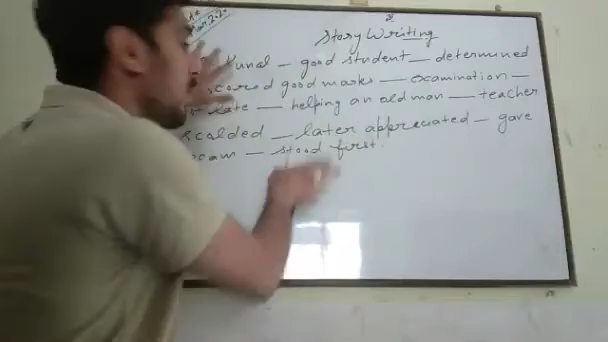 Story Writing
Kunal — good student — determined
scored good marks — examination —
late — helping an old man — teacher
scolded — later appreciated — gave
— stood first.